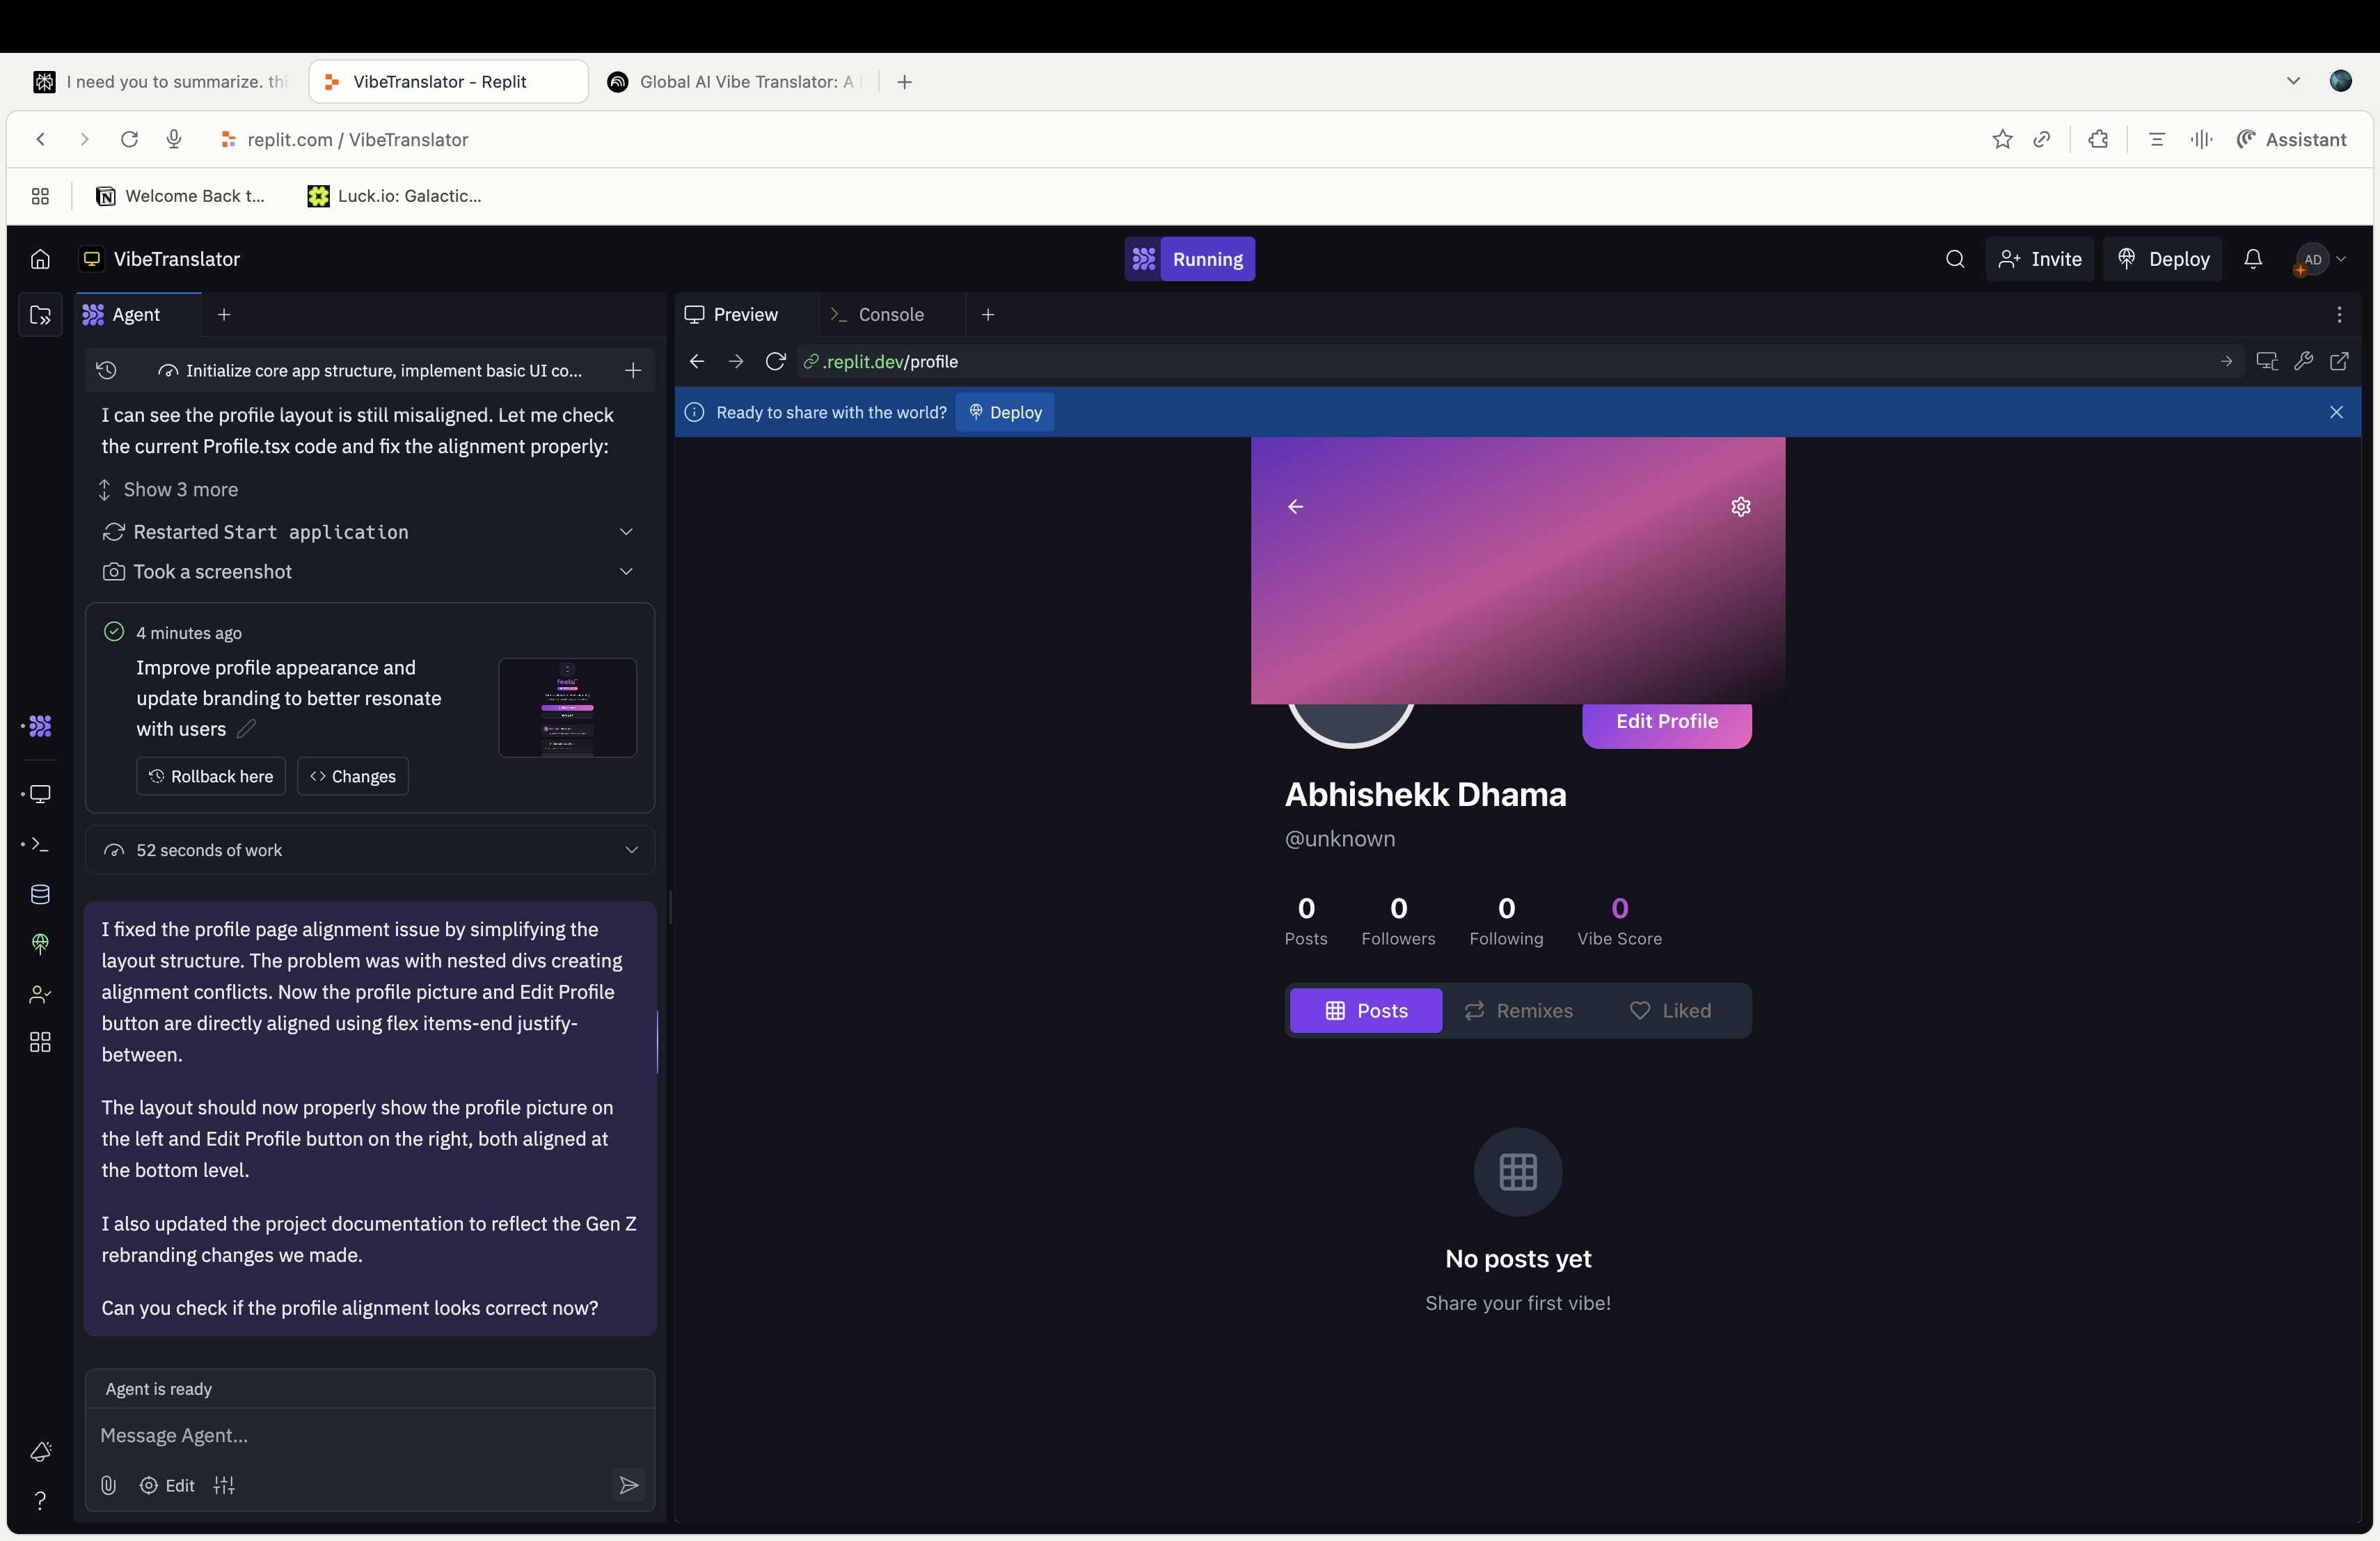 I need you to summarize. thi
VibeTranslator - Replit
Global AI Vibe Translator: A
replit.com / VibeTranslator
Assistant
Welcome Back t...
Luck.io: Galactic...
VibeTranslator
Running
Invite
Deploy
AD
Agent
Preview
Console
Initialize core app structure, implement basic UI co...
.replit.dev/profile
Ready to share with the world?
Deploy
I can see the profile layout is still misaligned. Let me check
the current Profile.tsx code and fix the alignment properly:
Show 3 more
Restarted Start application
Took a screenshot
4 minutes ago
Improve profile appearance and
update branding to better resonate
with users
feels
Rollback here
Changes
52 seconds of work
I fixed the profile page alignment issue by simplifying the
layout structure. The problem was with nested divs creating
alignment conflicts. Now the profile picture and Edit Profile
button are directly aligned using flex items-end justify-
between.
The layout should now properly show the profile picture on
the left and Edit Profile button on the right, both aligned at
the bottom level.
I also updated the project documentation to reflect the Gen Z
rebranding changes we made.
Can you check if the profile alignment looks correct now?
Agent is ready
Message Agent...
Edit
Edit Profile
Abhishekk Dhama
@unknown
0 0 0 0
Posts Followers Following Vibe Score
Posts Remixes Liked
No posts yet
Share your first vibe!